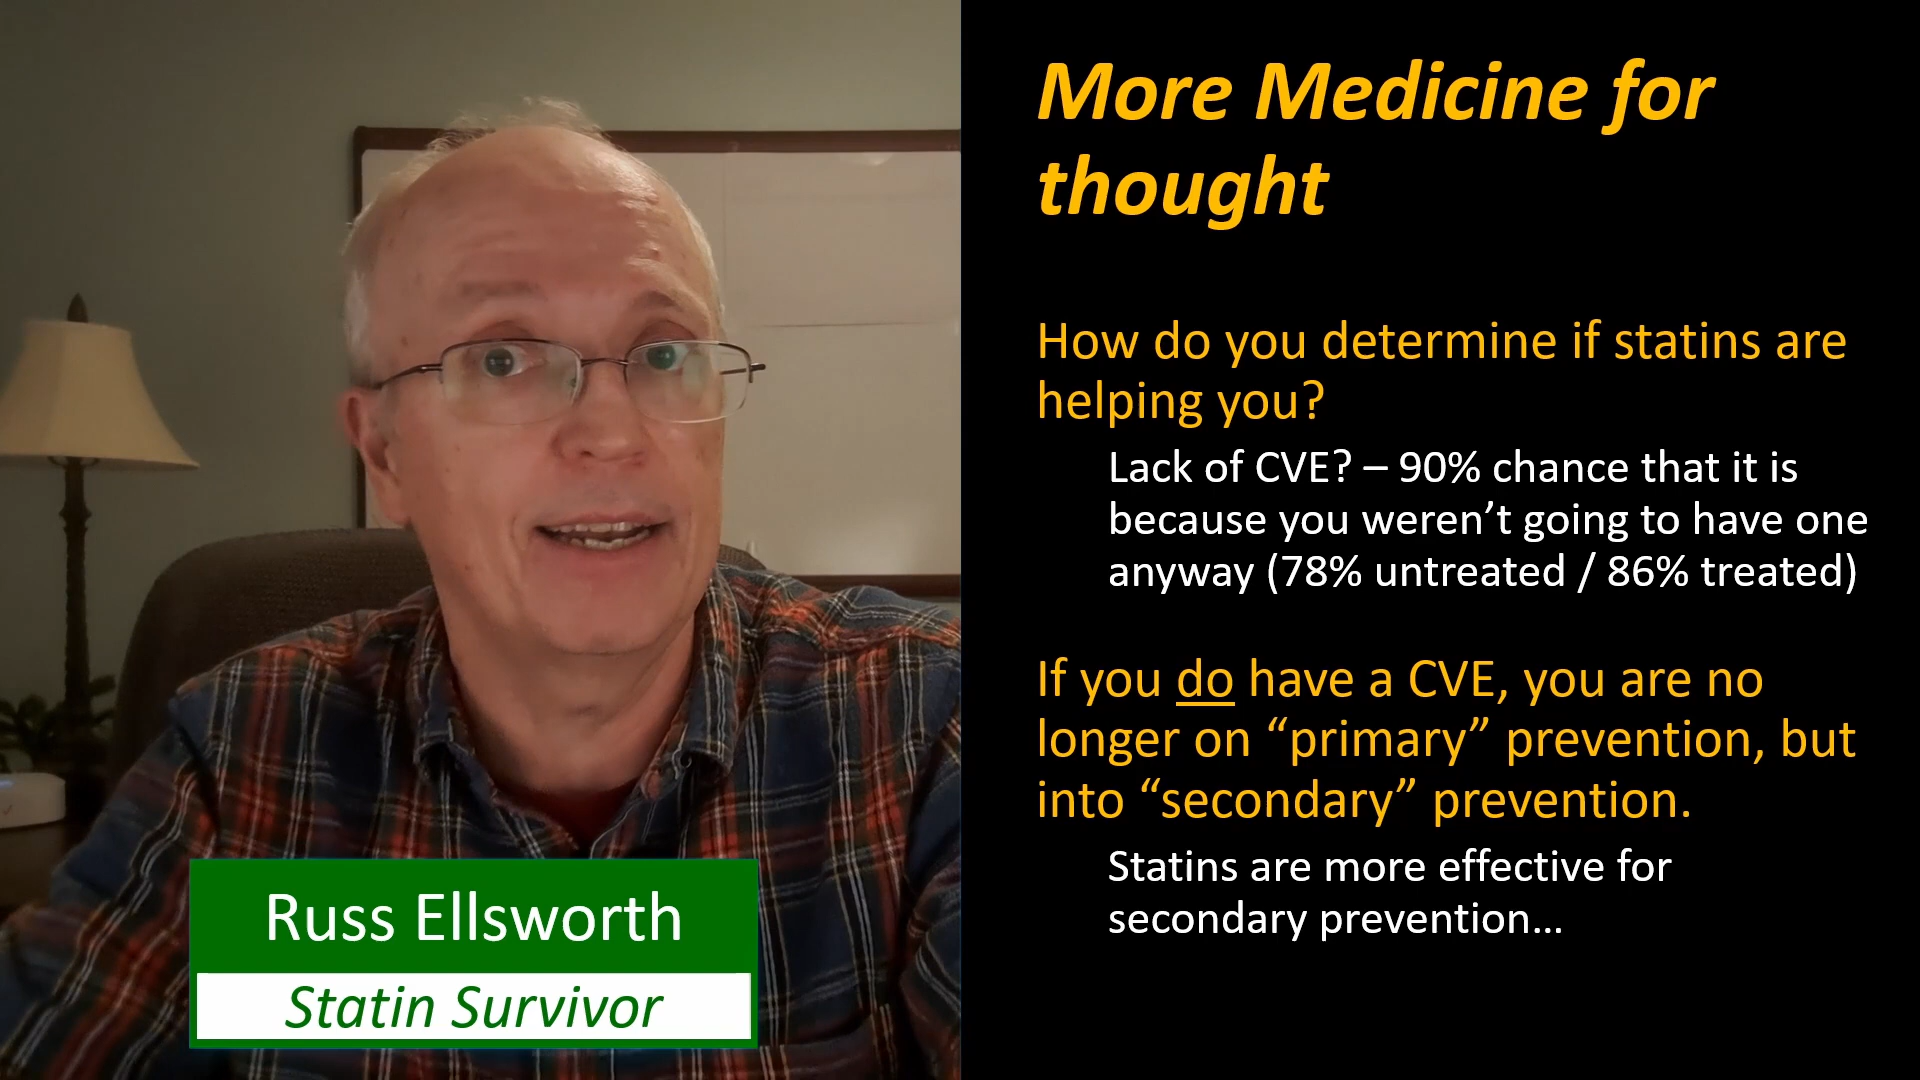 More Medicine for
thought
How do you determine if statins are
helping you?
Lack of CVE? – 90% chance that it is
because you weren’t going to have one
anyway (78% untreated / 86% treated)
If you do have a CVE, you are no
longer on “primary” prevention, but
into “secondary” prevention.
Statins are more effective for
secondary prevention…
Russ Ellsworth
Statin Survivor